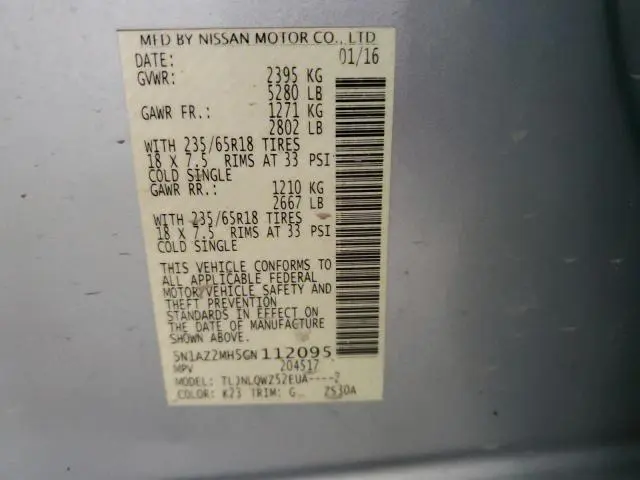 MFD BY NISSAN MOTOR CO., LTD
DATE: 01/16
GVWR: 2395 KG
5280 LB
GAWR FR.: 1271 KG
2802 LB
WITH 235/65R18 TIRES
18 X 7.5 RIMS AT 33 PSI
COLD SINGLE
GAWR RR.: 1210 KG
2667 LB
WITH 235/65R18 TIRES
18 X 7.5 RIMS AT 33 PSI
COLD SINGLE
THIS VEHICLE CONFORMS TO
ALL APPLICABLE FEDERAL
MOTOR VEHICLE SAFETY AND
THEFT PREVENTION
STANDARDS IN EFFECT ON
THE DATE OF MANUFACTURE
SHOWN ABOVE.
5N1AZ2MH5GN112095
MPV 204517
MODEL: TLJNLQWZ52EUA----2
COLOR: K23 TRIM: G ZS30A